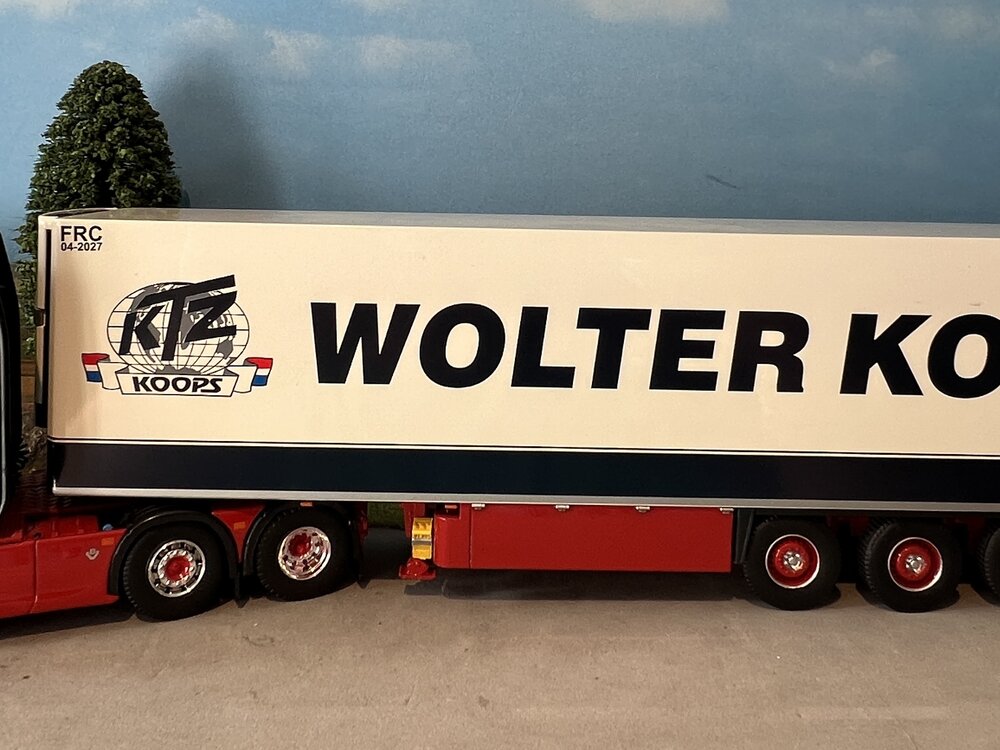 FRC
04-2027
KTZ
KOOPS
WOLTER KO